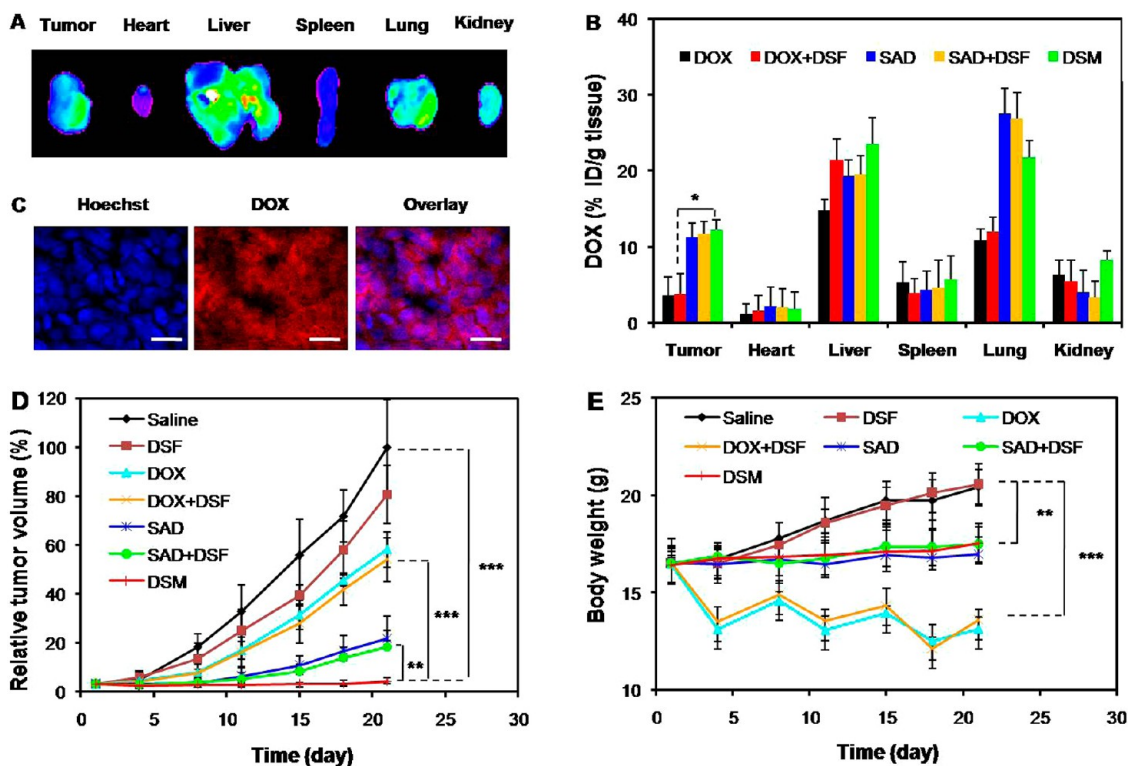 A
Tumor Heart Liver Spleen Lung Kidney
B
DOX DOX+DSF SAD SAD+DSF DSM
DOX (% ID/g tissue)
40
30
20
10
0
*
Tumor Heart Liver Spleen Lung Kidney
C
Hoechst DOX Overlay
D
Relative tumor volume (%)
120
100
80
60
40
20
0
Saline
DSF
DOX
DOX+DSF
SAD
SAD+DSF
DSM
***
***
**
0 5 10 15 20 25 30
Time (day)
E
Body weight (g)
25
20
15
10
Saline DSF DOX
DOX+DSF SAD SAD+DSF
DSM
**
***
0 5 10 15 20 25 30
Time (day)